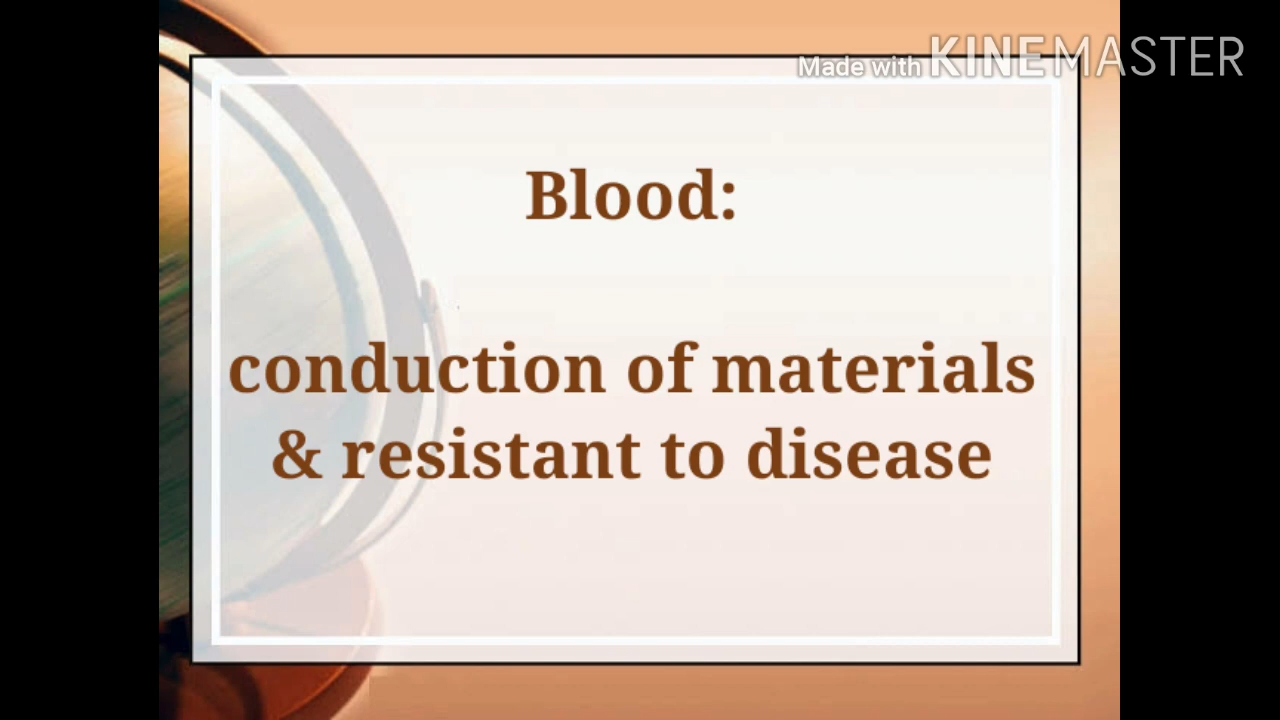 Made with KINEMASTER
Blood:
conduction of materials
& resistant to disease